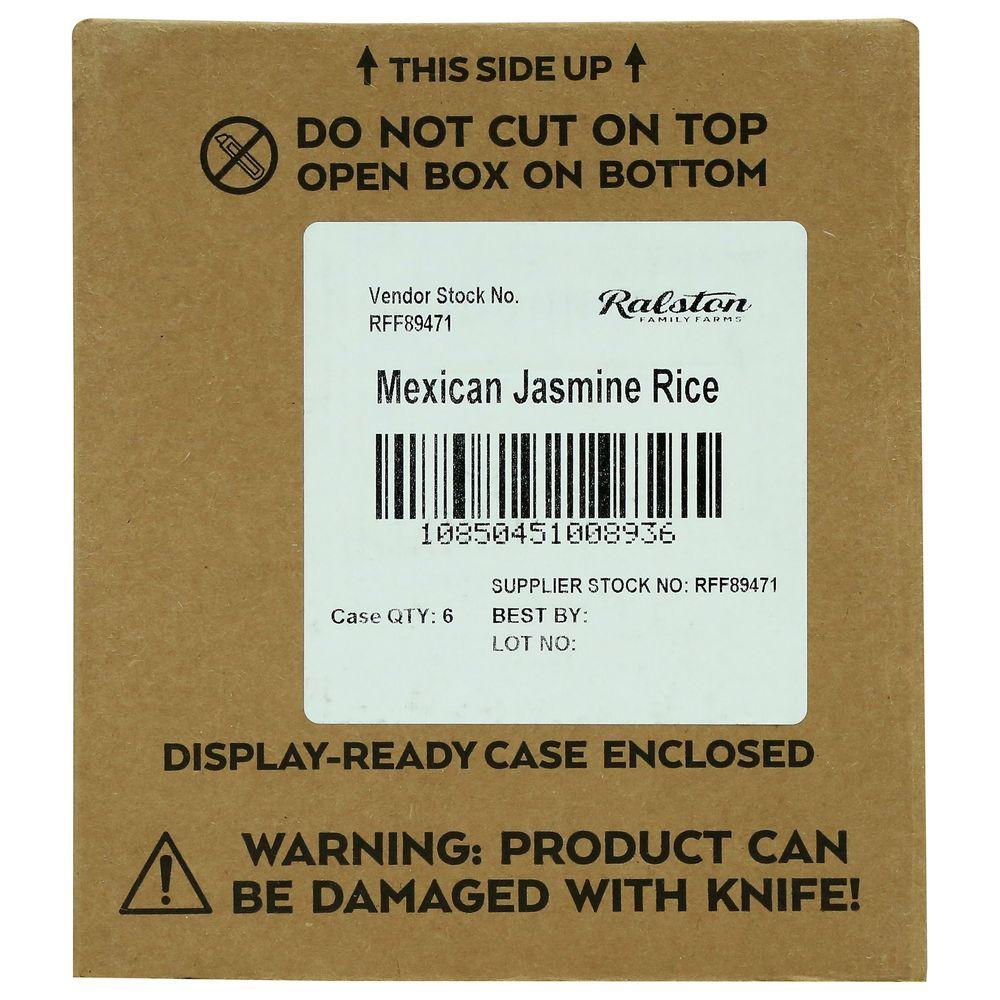 THIS SIDE UP
DO NOT CUT ON TOP
OPEN BOX ON BOTTOM
Vendor Stock No.
RFF89471
Ralston
FAMILY FARMS
Mexican Jasmine Rice
10850451008936
SUPPLIER STOCK NO: RFF89471
Case QTY: 6 BEST BY:
LOT NO:
DISPLAY-READY CASE ENCLOSED
WARNING: PRODUCT CAN
BE DAMAGED WITH KNIFE!